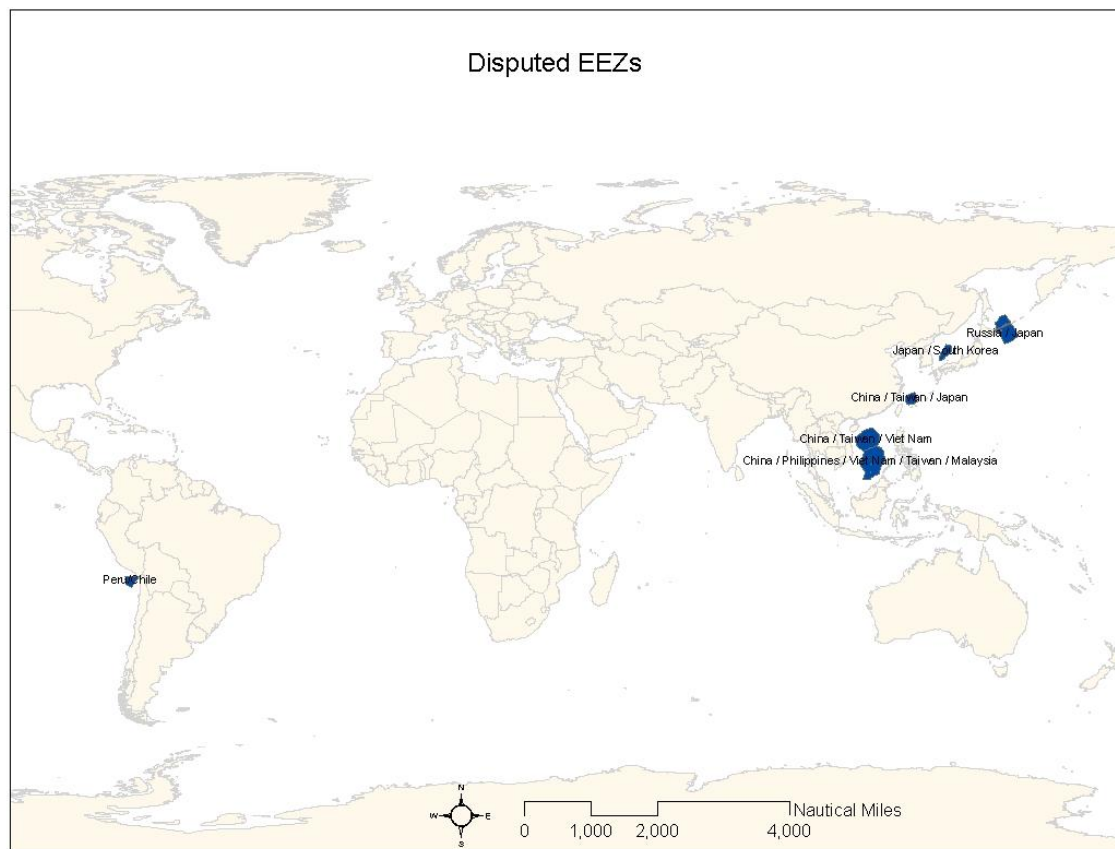 Disputed EEZs
Russia / Japan
Japan / South Korea
China / Taiwan / Japan
China / Taiwan / Viet Nam
China / Philippines / Viet Nam / Taiwan / Malaysia
Peru/Chile
N
W E
S
Nautical Miles
0 1,000 2,000 4,000